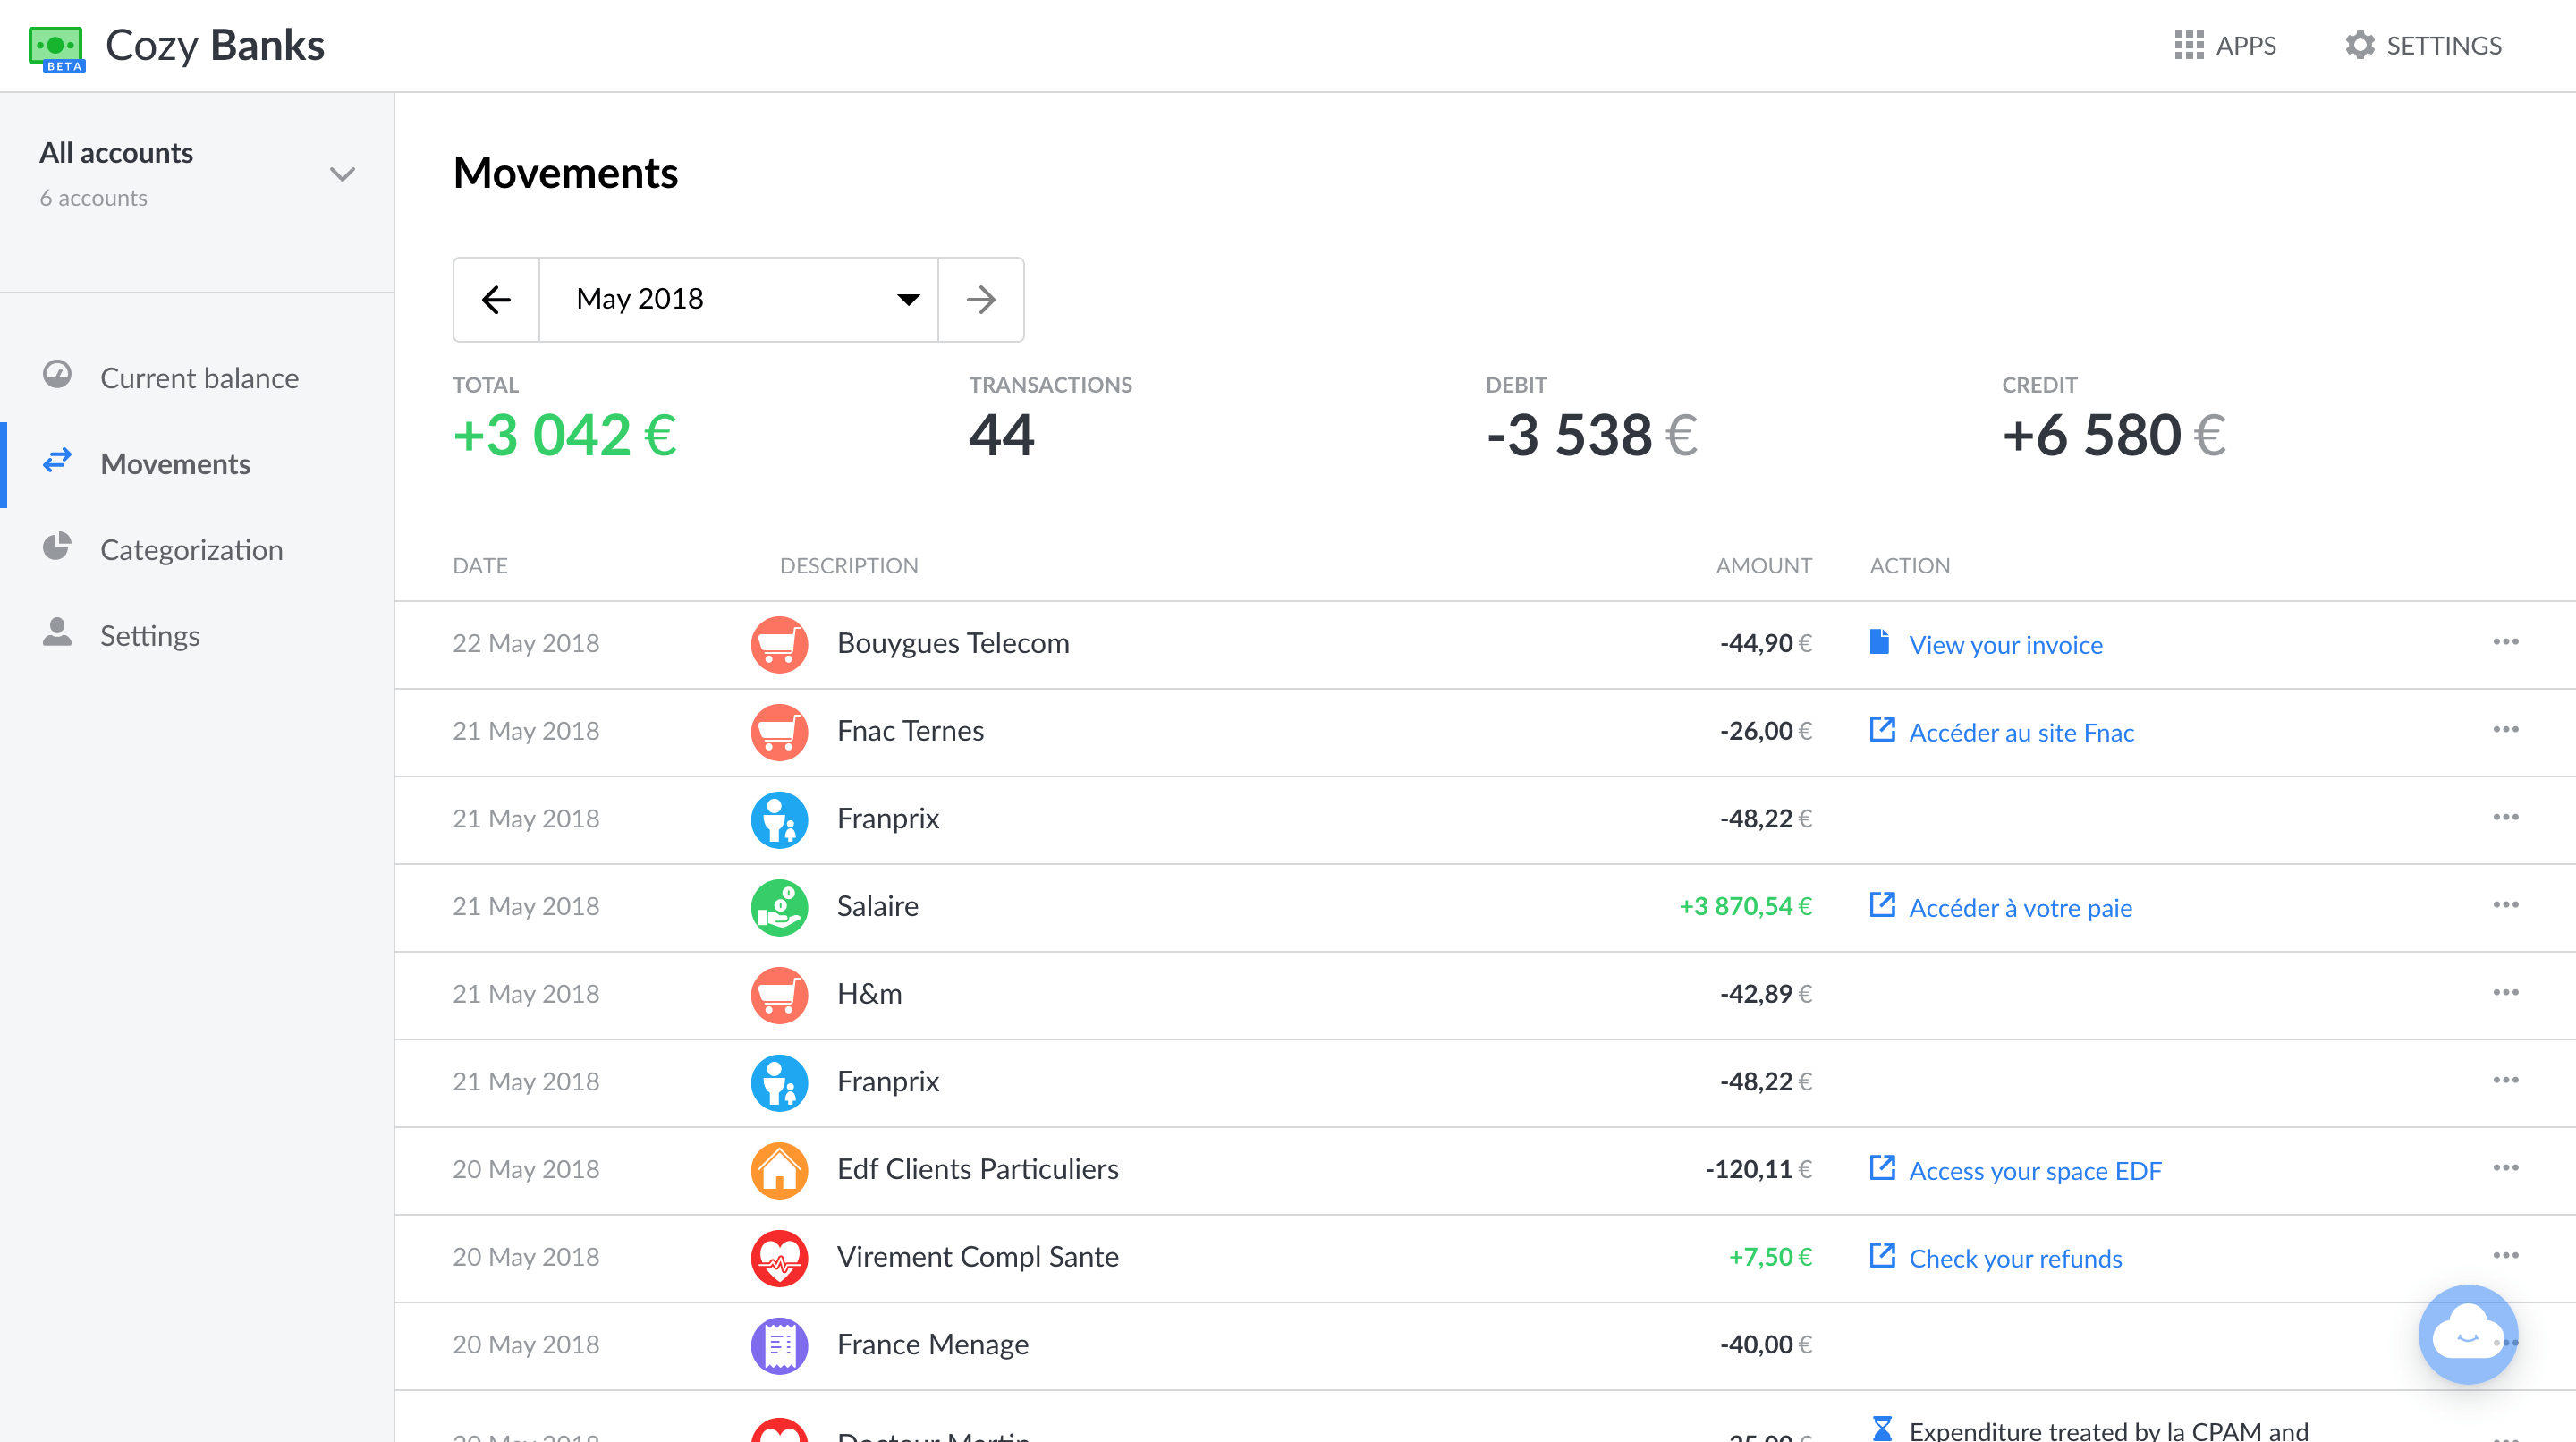 Cozy Banks
BETA
APPS
SETTINGS
All accounts
6 accounts
Current balance
Movements
Categorization
Settings
Movements
May 2018
TOTAL TRANSACTIONS DEBIT CREDIT
+3 042 € 44 -3 538 € +6 580 €
DATE DESCRIPTION AMOUNT ACTION
22 May 2018 Bouygues Telecom -44,90 € View your invoice
21 May 2018 Fnac Ternes -26,00 € Accéder au site Fnac
21 May 2018 Franprix -48,22 €
21 May 2018 Salaire +3 870,54 € Accéder à votre paie
21 May 2018 H&m -42,89 €
21 May 2018 Franprix -48,22 €
20 May 2018 Edf Clients Particuliers -120,11 € Access your space EDF
20 May 2018 Virement Compl Sante +7,50 € Check your refunds
20 May 2018 France Menage -40,00 €
20 May 2018 Docteur Martin Expenditure treated by la CPAM and